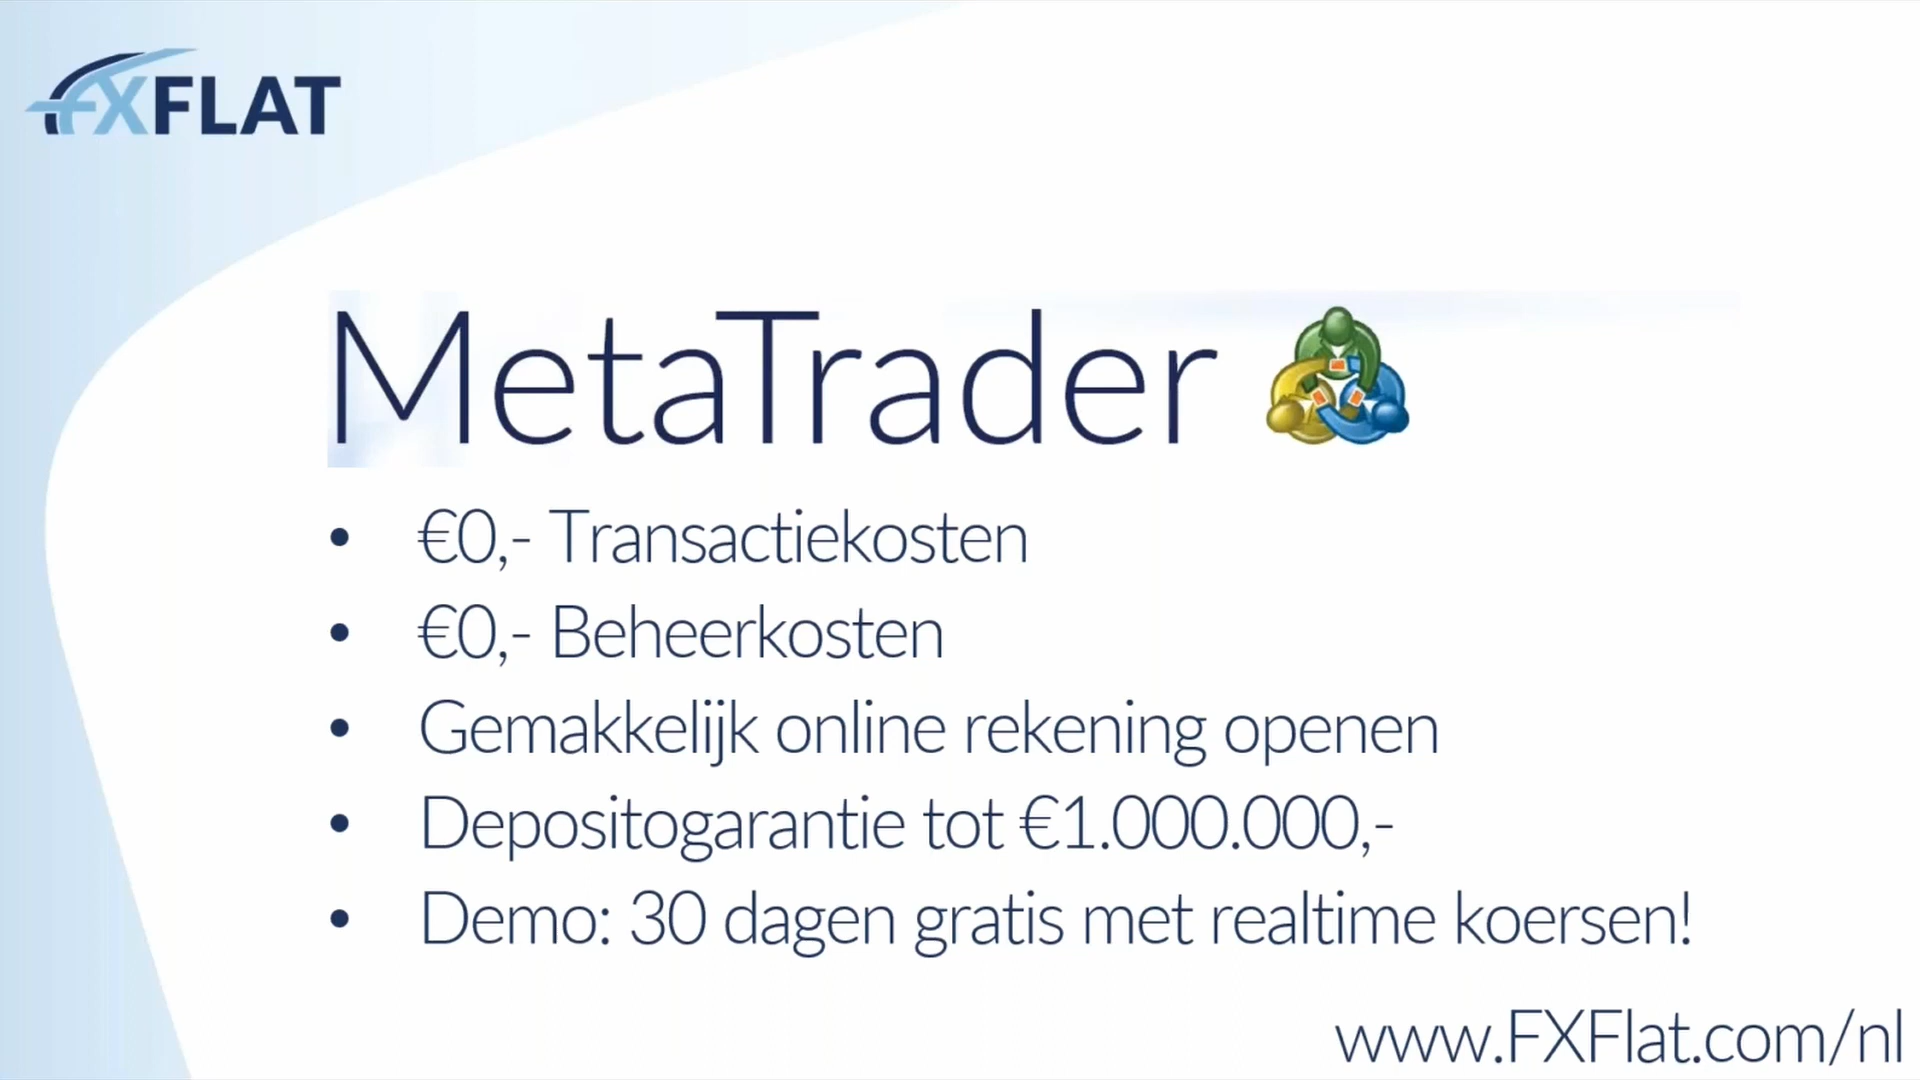 FXFLAT
MetaTrader
• €0,- Transactiekosten
• €0,- Beheerkosten
• Gemakkelijk online rekening openen
• Depositogarantie tot €1.000.000,-
• Demo: 30 dagen gratis met realtime koersen!
www.FXFlat.com/nl